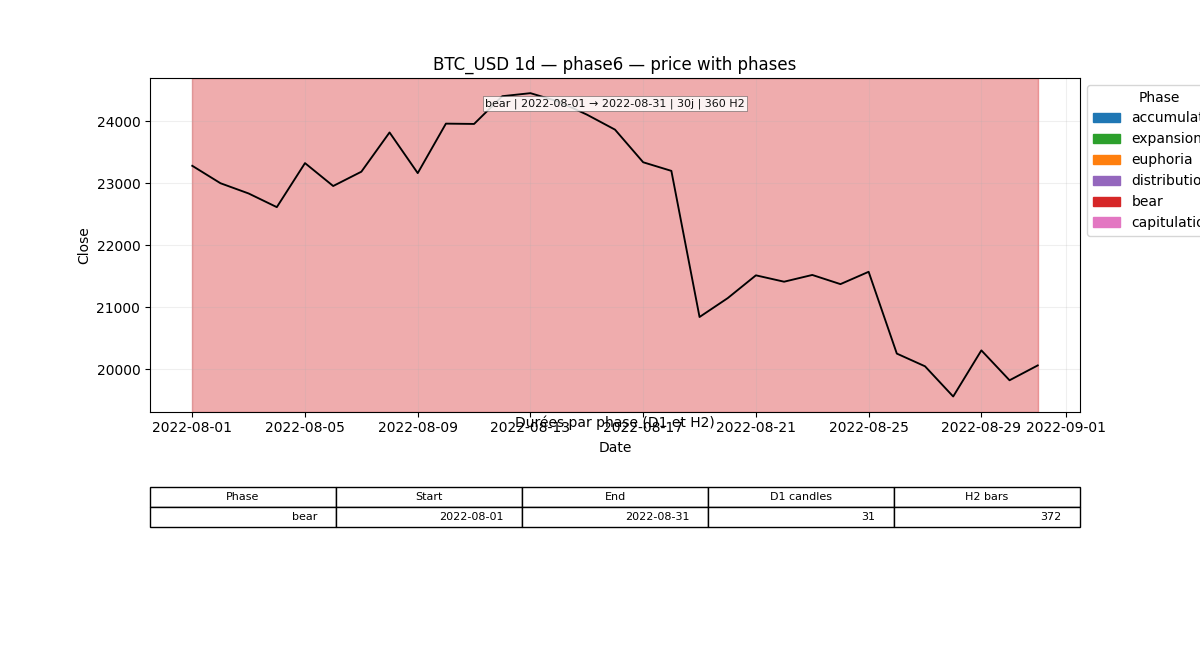 BTC_USD 1d — phase6 — price with phases
bear | 2022-08-01 → 2022-08-31 | 30j | 360 H2
Close
24000
23000
22000
21000
20000
2022-08-01 2022-08-05 2022-08-09 2022-08-13 2022-08-17 2022-08-21 2022-08-25 2022-08-29 2022-09-01
Durées par phase (D1 et H2)
Date
Phase
accumulat
expansion
euphoria
distributio
bear
capitulatio
Phase Start End D1 candles H2 bars
bear 2022-08-01 2022-08-31 31 372